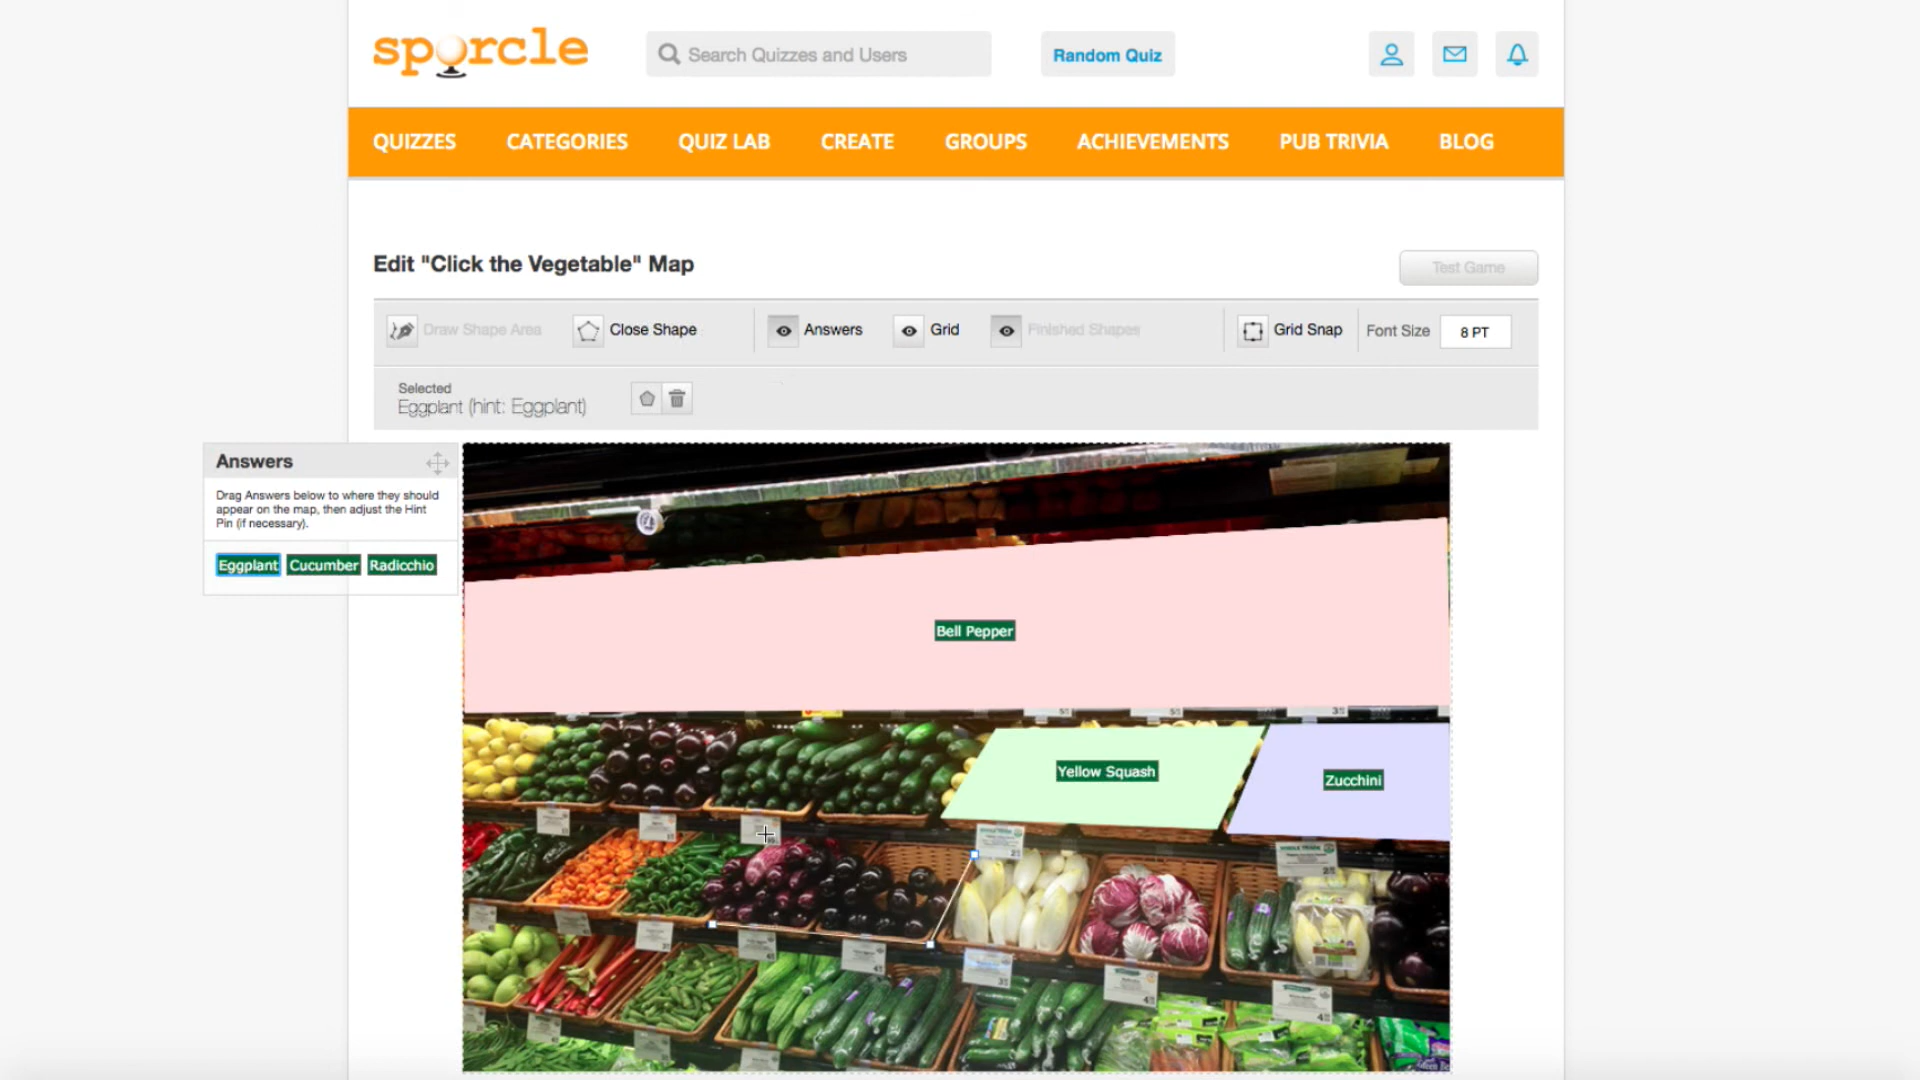 sporcle
Search Quizzes and Users
Random Quiz
QUIZZES CATEGORIES QUIZ LAB CREATE GROUPS ACHIEVEMENTS PUB TRIVIA BLOG
Edit "Click the Vegetable" Map
Test Game
Draw Shape Area Close Shape Answers Grid Finished Shapes Grid Snap Font Size 8 PT
Selected
Eggplant (hint: Eggplant)
Answers
Drag Answers below to where they should
appear on the map, then adjust the Hint
Pin (if necessary).
Eggplant Cucumber Radicchio
Bell Pepper
Yellow Squash
Zucchini